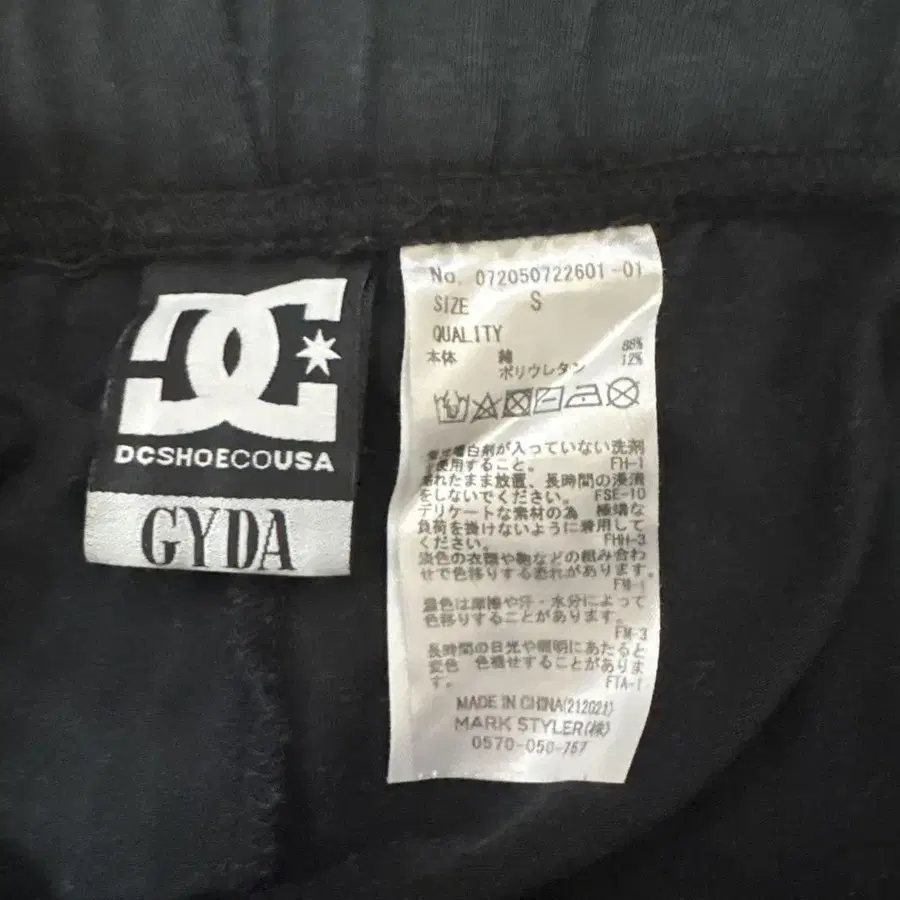 DCSHOECOUSA
GYDA
No. 072050722601-01
SIZE S
QUALITY
本体 綿 88%
ポリウレタン 12%
増白剤が入っていない洗剤
使用すること。 FH-1
濡れたまま放置、長時間の浸漬
をしないでください。 FSE-10
デリケートな素材の為 極端な
負荷を掛けないように着用して
ください。 FHH-3
淡色の衣類や鞄などの組み合わ
せで色移りする恐れがあります。
濃色は摩擦や汗・水分によって
色移りすることがあります。
FM-3
長時間の日光や照明にあたると
変色 色褪せすることがありま
す。 FTA-1
MADE IN CHINA(212021)
MARK STYLER(株)
0570-050-757